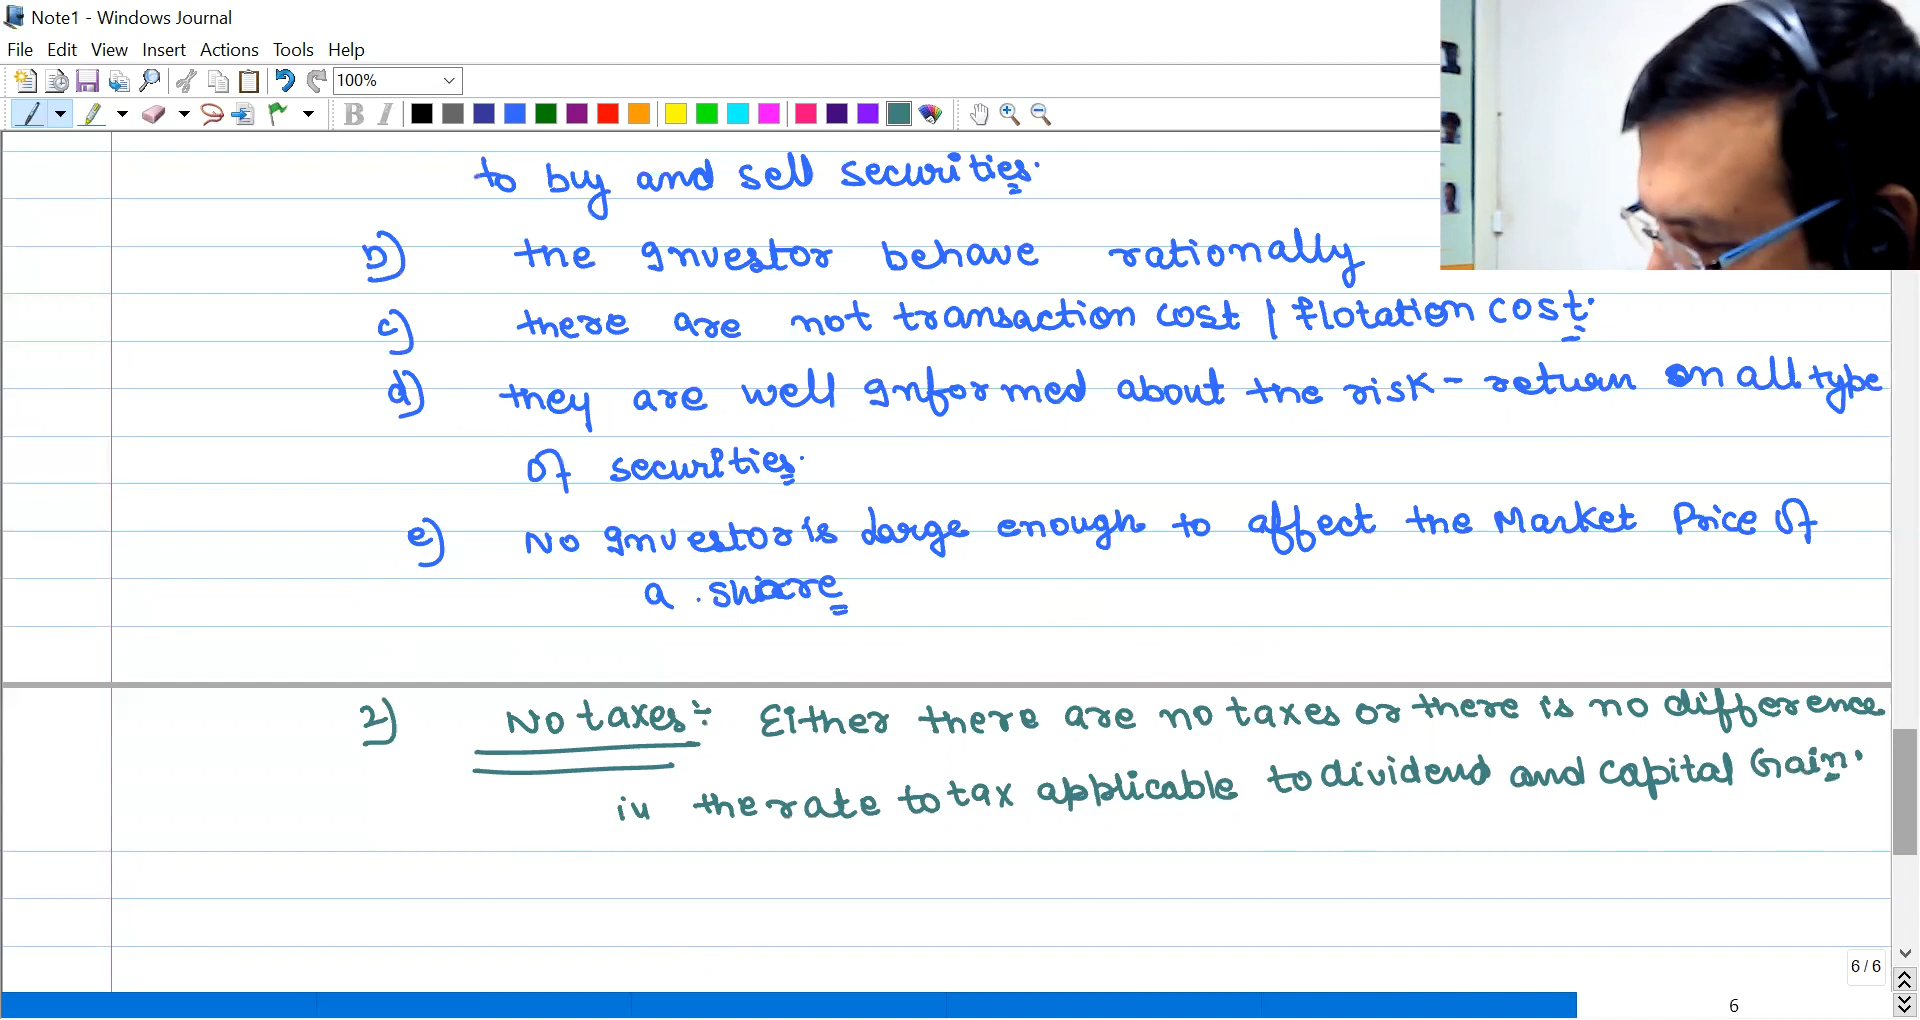 Note1 - Windows Journal
File Edit View Insert Actions Tools Help
100%
B I
to buy and sell securities.
b) the Investor behave rationally
c) there are not transaction cost / flotation cost.
d) they are well Informed about the risk - return on all type
of securities.
e) No Investor is large enough to affect the Market Price of
a share
2) No taxes :- Either there are no taxes or there is no difference
in the rate to tax applicable to dividend and capital Gain.
6 / 6
6